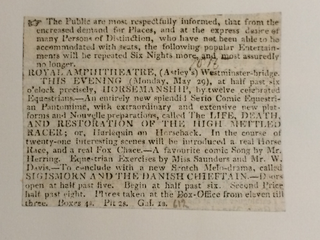 ☞ The Public are most respectfully informed, that from the
encreased demand for Places, and at the express desire of
many Persons of Distinction, who have not been able to be
accommodated with seats, the following popular Entertain-
ments will be repeated Six Nights more, and most assuredly
no longer.
ROYAL AMPHITHEATRE, (Astley's) Westminster-bridge.
THIS EVENING (Monday, May 29), at half past six
o'clock precisely, HORSEMANSHIP, by twelve celebrated
Equestrians.—An entirely new splendid Serio Comic Equestri-
an Pantomime, with extraordinary and extensive new plat-
forms and Nouvelle preparations, called The LIFE, DEATH,
AND RESTORATION OF THE HIGH METTLED
RACER; or, Harlequin on Horseback. In the course of
twenty-one Interesting scenes will be introduced a real Horse
Race, and a real Fox Chace.—A favourite comic Song by Mr.
Herring. Equestrian Exercises by Miss Saunders and Mr. W.
Davis.—To conclude with a new Scotch Melo-drama, called
SIGISMORN AND THE DANISH CHIEFTAIN.—Doors
open at half past five. Begin at half past six. Second Price
half past eight. Places taken at the Box-Office from eleven till
three. Boxes 4s. Pit 2s. Gal. 1s.